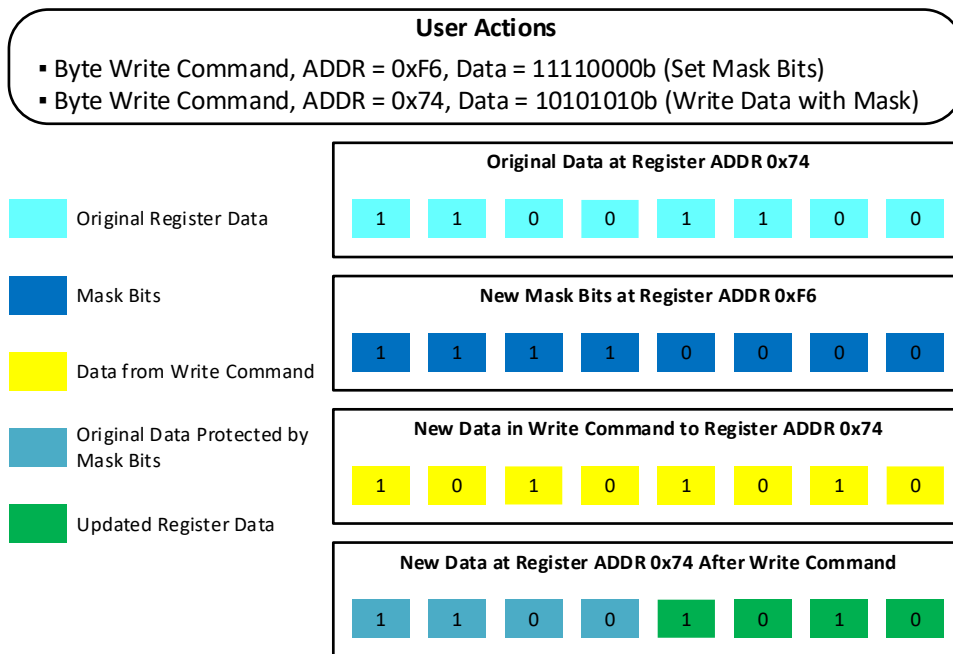 User Actions
▪ Byte Write Command, ADDR = 0xF6, Data = 11110000b (Set Mask Bits)
▪ Byte Write Command, ADDR = 0x74, Data = 10101010b (Write Data with Mask)
Original Register Data
Mask Bits
Data from Write Command
Original Data Protected by
Mask Bits
Updated Register Data
Original Data at Register ADDR 0x74
1 1 0 0 1 1 0 0
New Mask Bits at Register ADDR 0xF6
1 1 1 1 0 0 0 0
New Data in Write Command to Register ADDR 0x74
1 0 1 0 1 0 1 0
New Data at Register ADDR 0x74 After Write Command
1 1 0 0 1 0 1 0